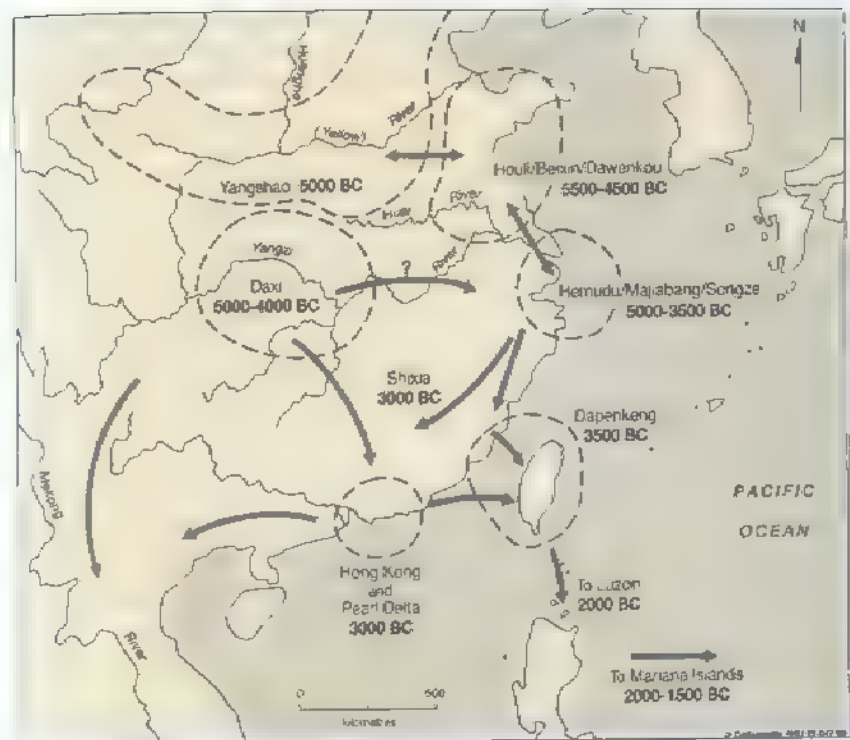 N
Huanghe
(Yellow)
River
Yangshao 5000 BC
Houli/Beixin/Dawenkou
5500-4500 BC
Huai
River
Yangzi
River
?
Daxi
5000-4000 BC
Hemudu/Majiabang/Songze
5000-3500 BC
Shixia
3000 BC
Dapenkeng
3500 BC
Mekong
River
PACIFIC
OCEAN
Hong Kong
and
Pearl Delta
3000 BC
To Luzon
2000 BC
To Mariana Islands
2000-1500 BC
0
500
kilometres